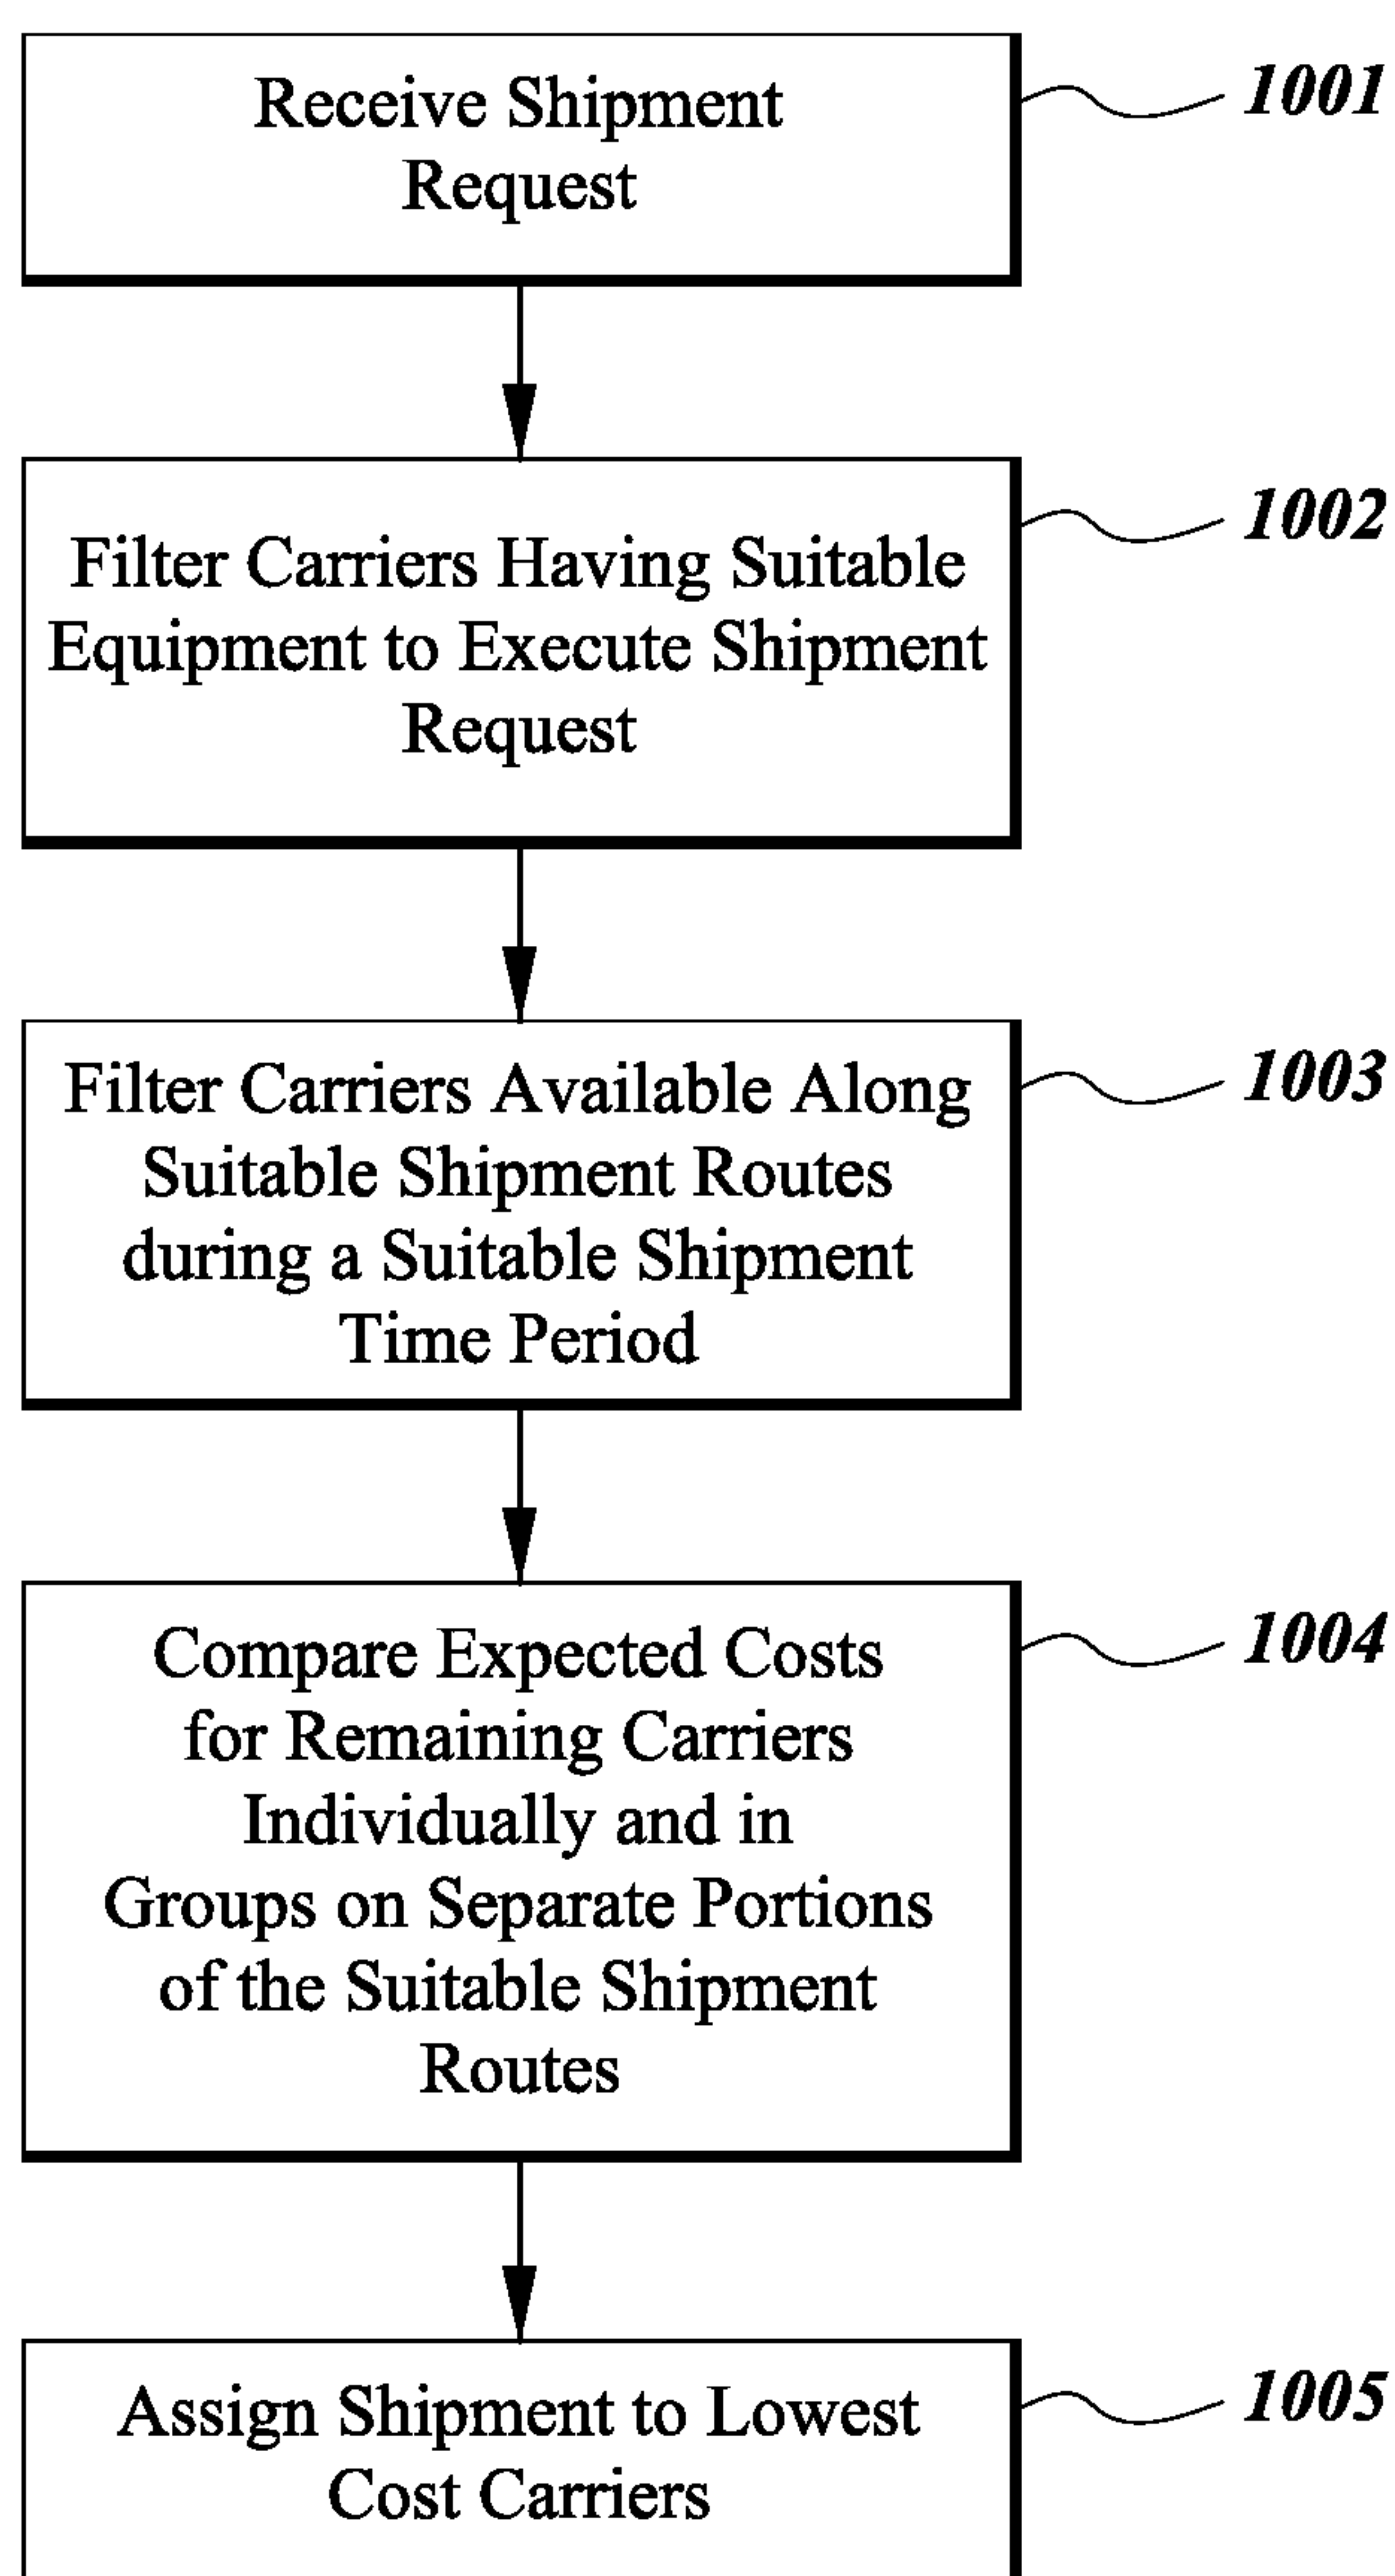 Receive Shipment
Request
1001
Filter Carriers Having Suitable
Equipment to Execute Shipment
Request
1002
Filter Carriers Available Along
Suitable Shipment Routes
during a Suitable Shipment
Time Period
1003
Compare Expected Costs
for Remaining Carriers
Individually and in
Groups on Separate Portions
of the Suitable Shipment
Routes
1004
Assign Shipment to Lowest
Cost Carriers
1005